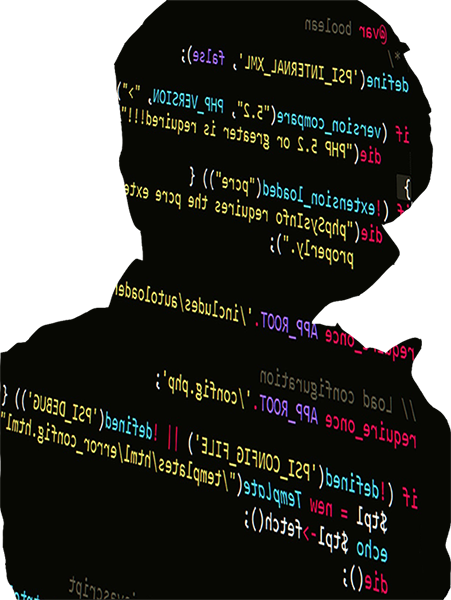 @var boolean
*/
define('PSI_INTERNAL_XML', false);
if (version_compare("5.2", PHP_VERSION, ">")
die("PHP 5.2 or greater is required!!!"
}
if (!extension_loaded("pcre")) {
die("phpSysInfo requires the pcre exte
properly.");
require_once APP_ROOT.'/includes/autoloade
// Load configuration
require_once APP_ROOT.'/config.php';
if (!defined('PSI_CONFIG_FILE') || !defined('PSI_DEBUG')) {
$tpl = new Template("/templates/html/error_config.html"
echo $tpl->fetch();
die();
javascript